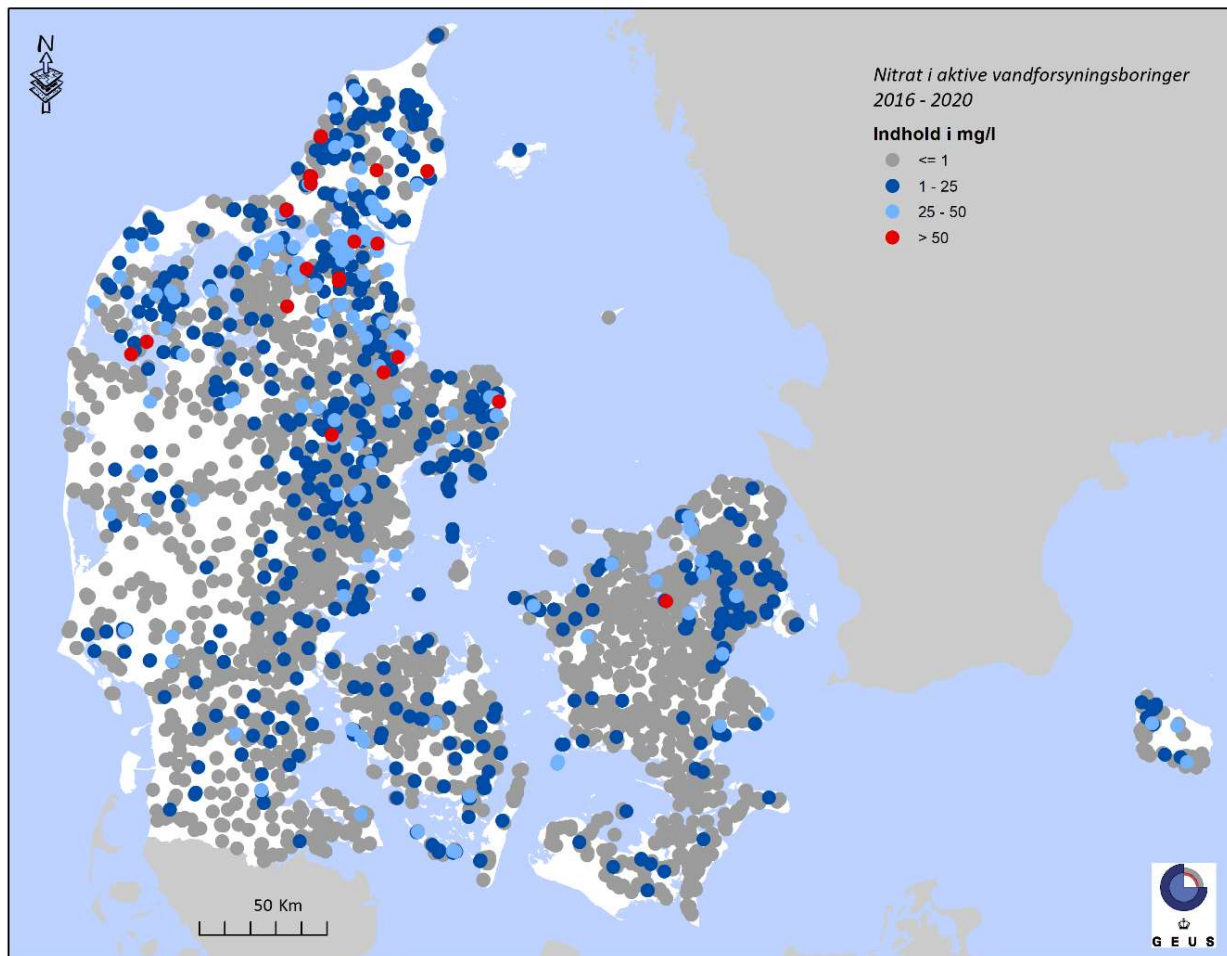 N
Nitrat i aktive vandforsyningsboringer
2016 - 2020
Indhold i mg/l
<= 1
1 - 25
25 - 50
> 50
50 Km
G E U S